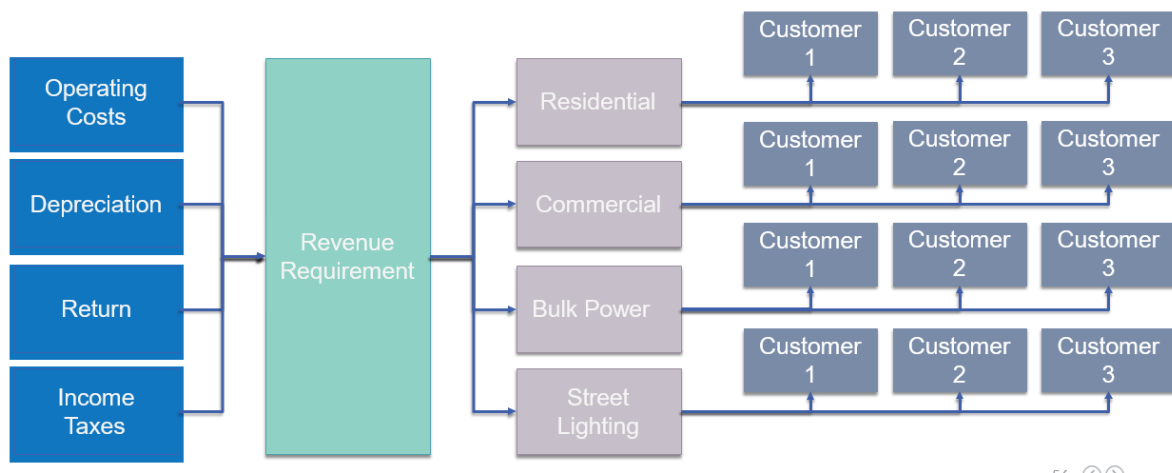 Customer
1
Customer
2
Customer
3
Operating
Costs
Residential
Customer
1
Customer
2
Customer
3
Depreciation
Commercial
Revenue
Requirement
Customer
1
Customer
2
Customer
3
Return
Bulk Power
Customer
1
Customer
2
Customer
3
Income
Taxes
Street
Lighting